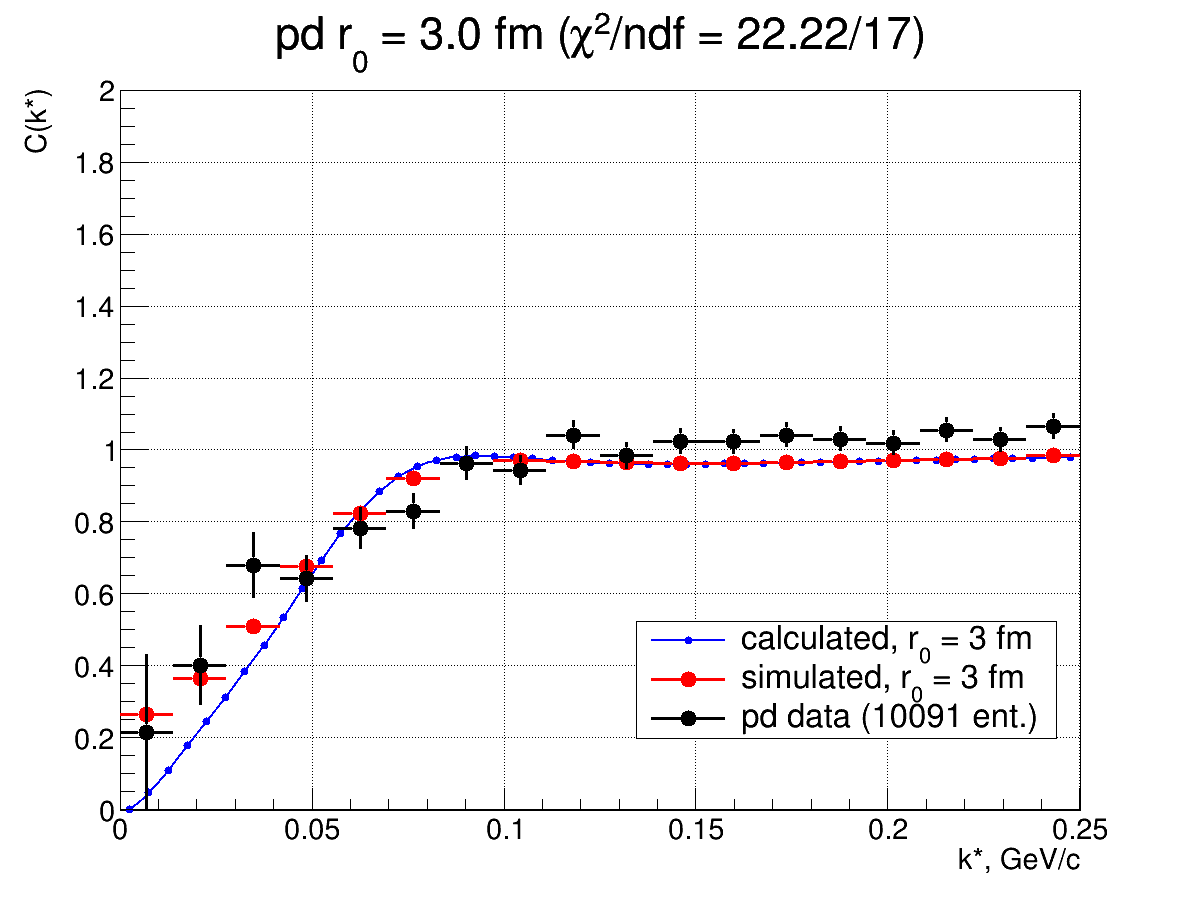 pd r₀ = 3.0 fm (χ²/ndf = 22.22/17)
C(k*)
2
1.8
1.6
1.4
1.2
1
0.8
0.6
0.4
0.2
0
calculated, r₀ = 3 fm
simulated, r₀ = 3 fm
pd data (10091 ent.)
0 0.05 0.1 0.15 0.2 0.25
k*, GeV/c